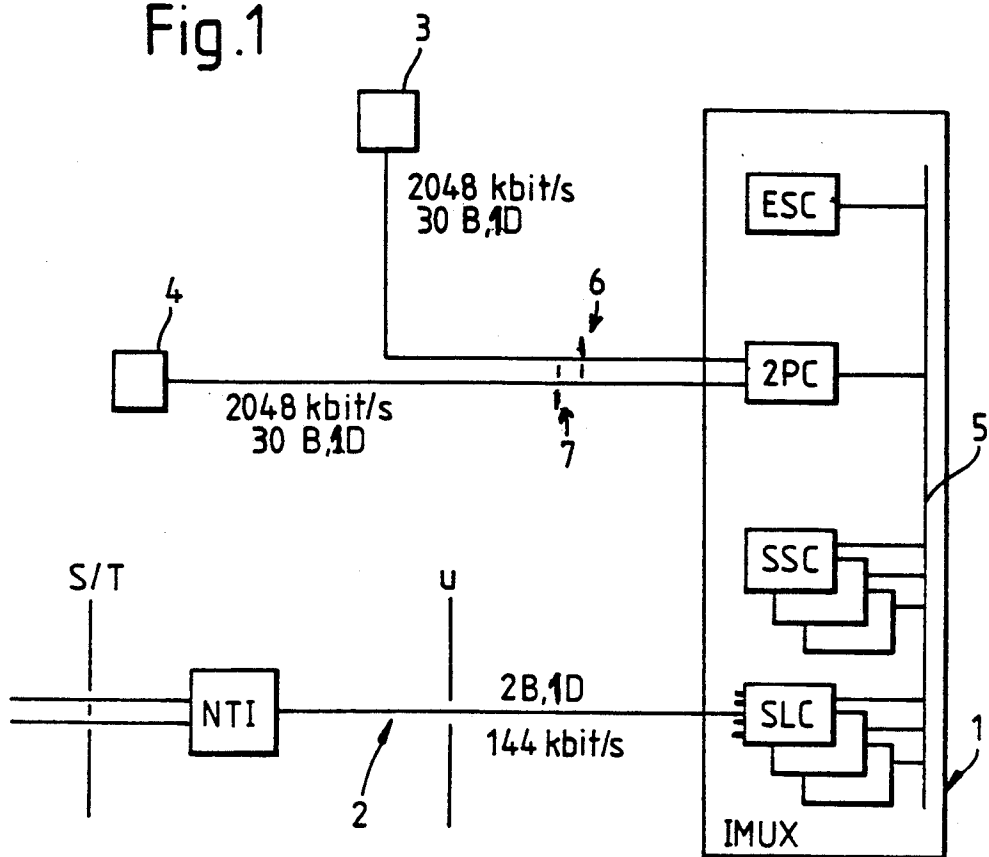 Fig.1
3
2048 kbit/s
30 B,1D
ESC
6
4
2PC
2048 kbit/s
30 B,1D
7
5
SSC
S/T
u
2B,1D
NTI
SLC
144 kbit/s
1
2
IMUX